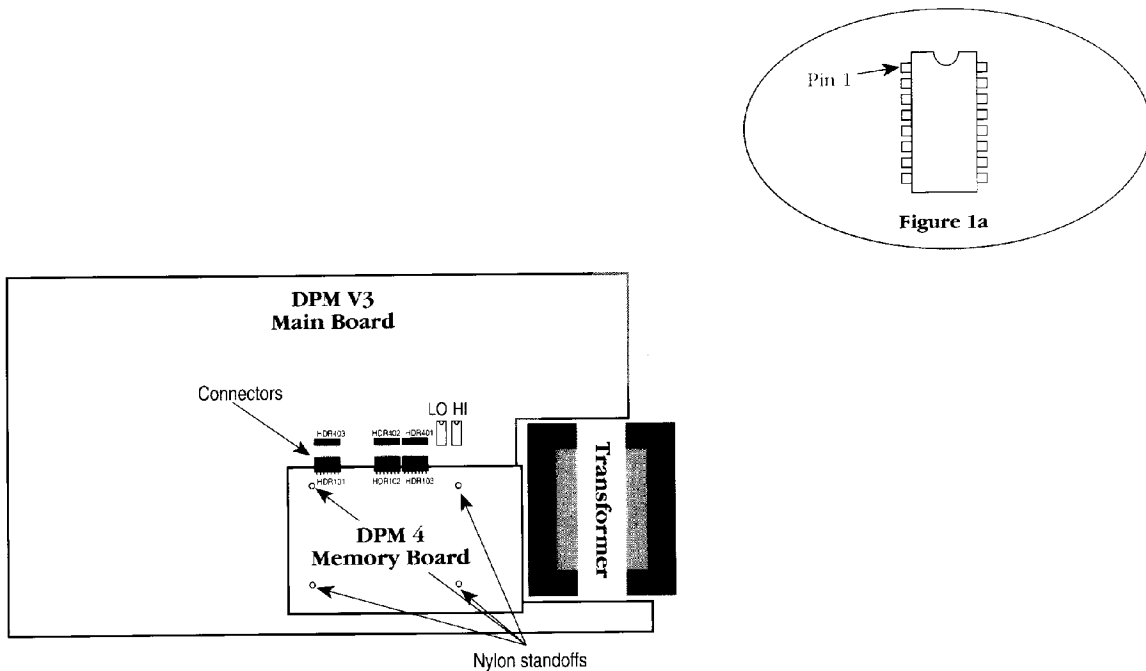 Pin 1
Figure 1a
DPM V3
Main Board
Connectors
LO HI
HDR403 HDR402 HDR401
HDR101 HDR102 HDR103
DPM 4
Memory Board
Transformer
Nylon standoffs